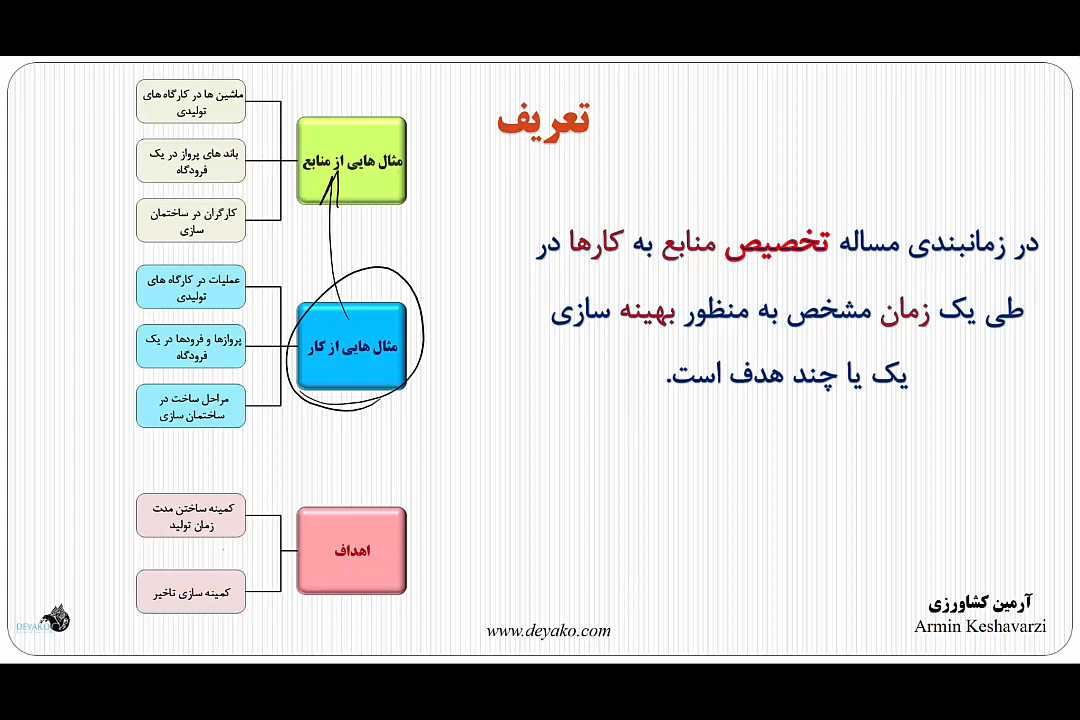 تعریف
در زمانبندی مساله تخصیص منابع به کارها در
طی یک زمان مشخص به منظور بهینه سازی
یک یا چند هدف است.
مثال هایی از منابع
ماشین ها در کارگاه های
تولیدی
باند های پرواز در یک
فرودگاه
کارگران در ساختمان
سازی
مثال هایی از کار
عملیات در کارگاه های
تولیدی
پروازها و فرودها در یک
فرودگاه
مراحل ساخت در
ساختمان سازی
اهداف
کمینه ساختن مدت
زمان تولید
کمینه سازی تاخیر
آرمین کشاورزی
Armin Keshavarzi
www.deyako.com
DEYAKO